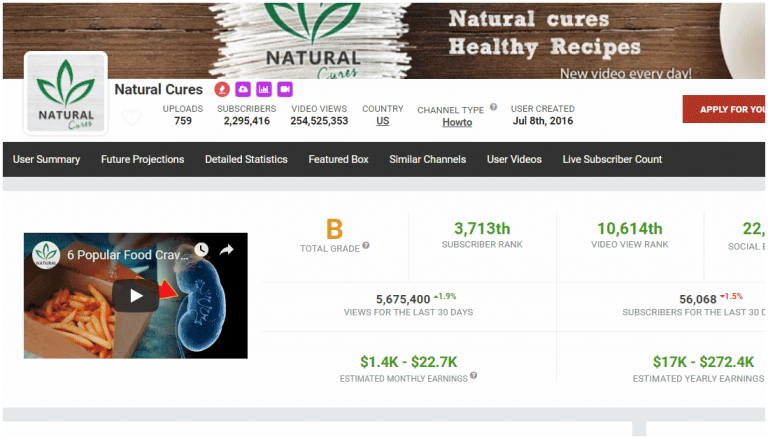 Natural cures
NATURAL
Healthy Recipes
Cures
New video every day!
NATURAL
Cures
Natural Cures
UPLOADS
759
SUBSCRIBERS
2,295,416
VIDEO VIEWS
254,525,353
COUNTRY
US
CHANNEL TYPE ?
Howto
USER CREATED
Jul 8th, 2016
APPLY FOR YOU
User Summary Future Projections Detailed Statistics Featured Box Similar Channels User Videos Live Subscriber Count
NATURAL
6 Popular Food Crav...
B
TOTAL GRADE ?
3,713th
SUBSCRIBER RANK
10,614th
VIDEO VIEW RANK
22,
SOCIAL
5,675,400 1.9%
VIEWS FOR THE LAST 30 DAYS
56,068 -1.5%
SUBSCRIBERS FOR THE LAST 30 D
$1.4K - $22.7K
ESTIMATED MONTHLY EARNINGS ?
$17K - $272.4K
ESTIMATED YEARLY EARNINGS